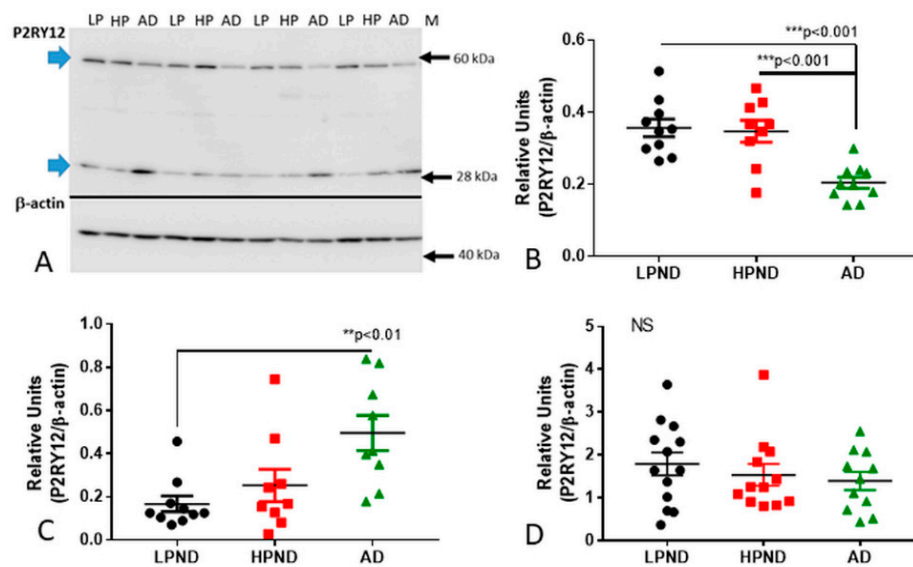 LP HP AD LP HP AD LP HP AD LP HP AD M
P2RY12
60 kDa
28 kDa
β-actin
40 kDa
A
0.6
0.4
0.2
0.0
Relative Units
(P2RY12/β-actin)
***p<0.001
***p<0.001
LPND HPND AD
B
1.0
0.8
0.6
0.4
0.2
0.0
Relative Units
(P2RY12/β-actin)
**p<0.01
LPND HPND AD
C
5
4
3
2
1
0
Relative Units
(P2RY12/β-actin)
NS
LPND HPND AD
D